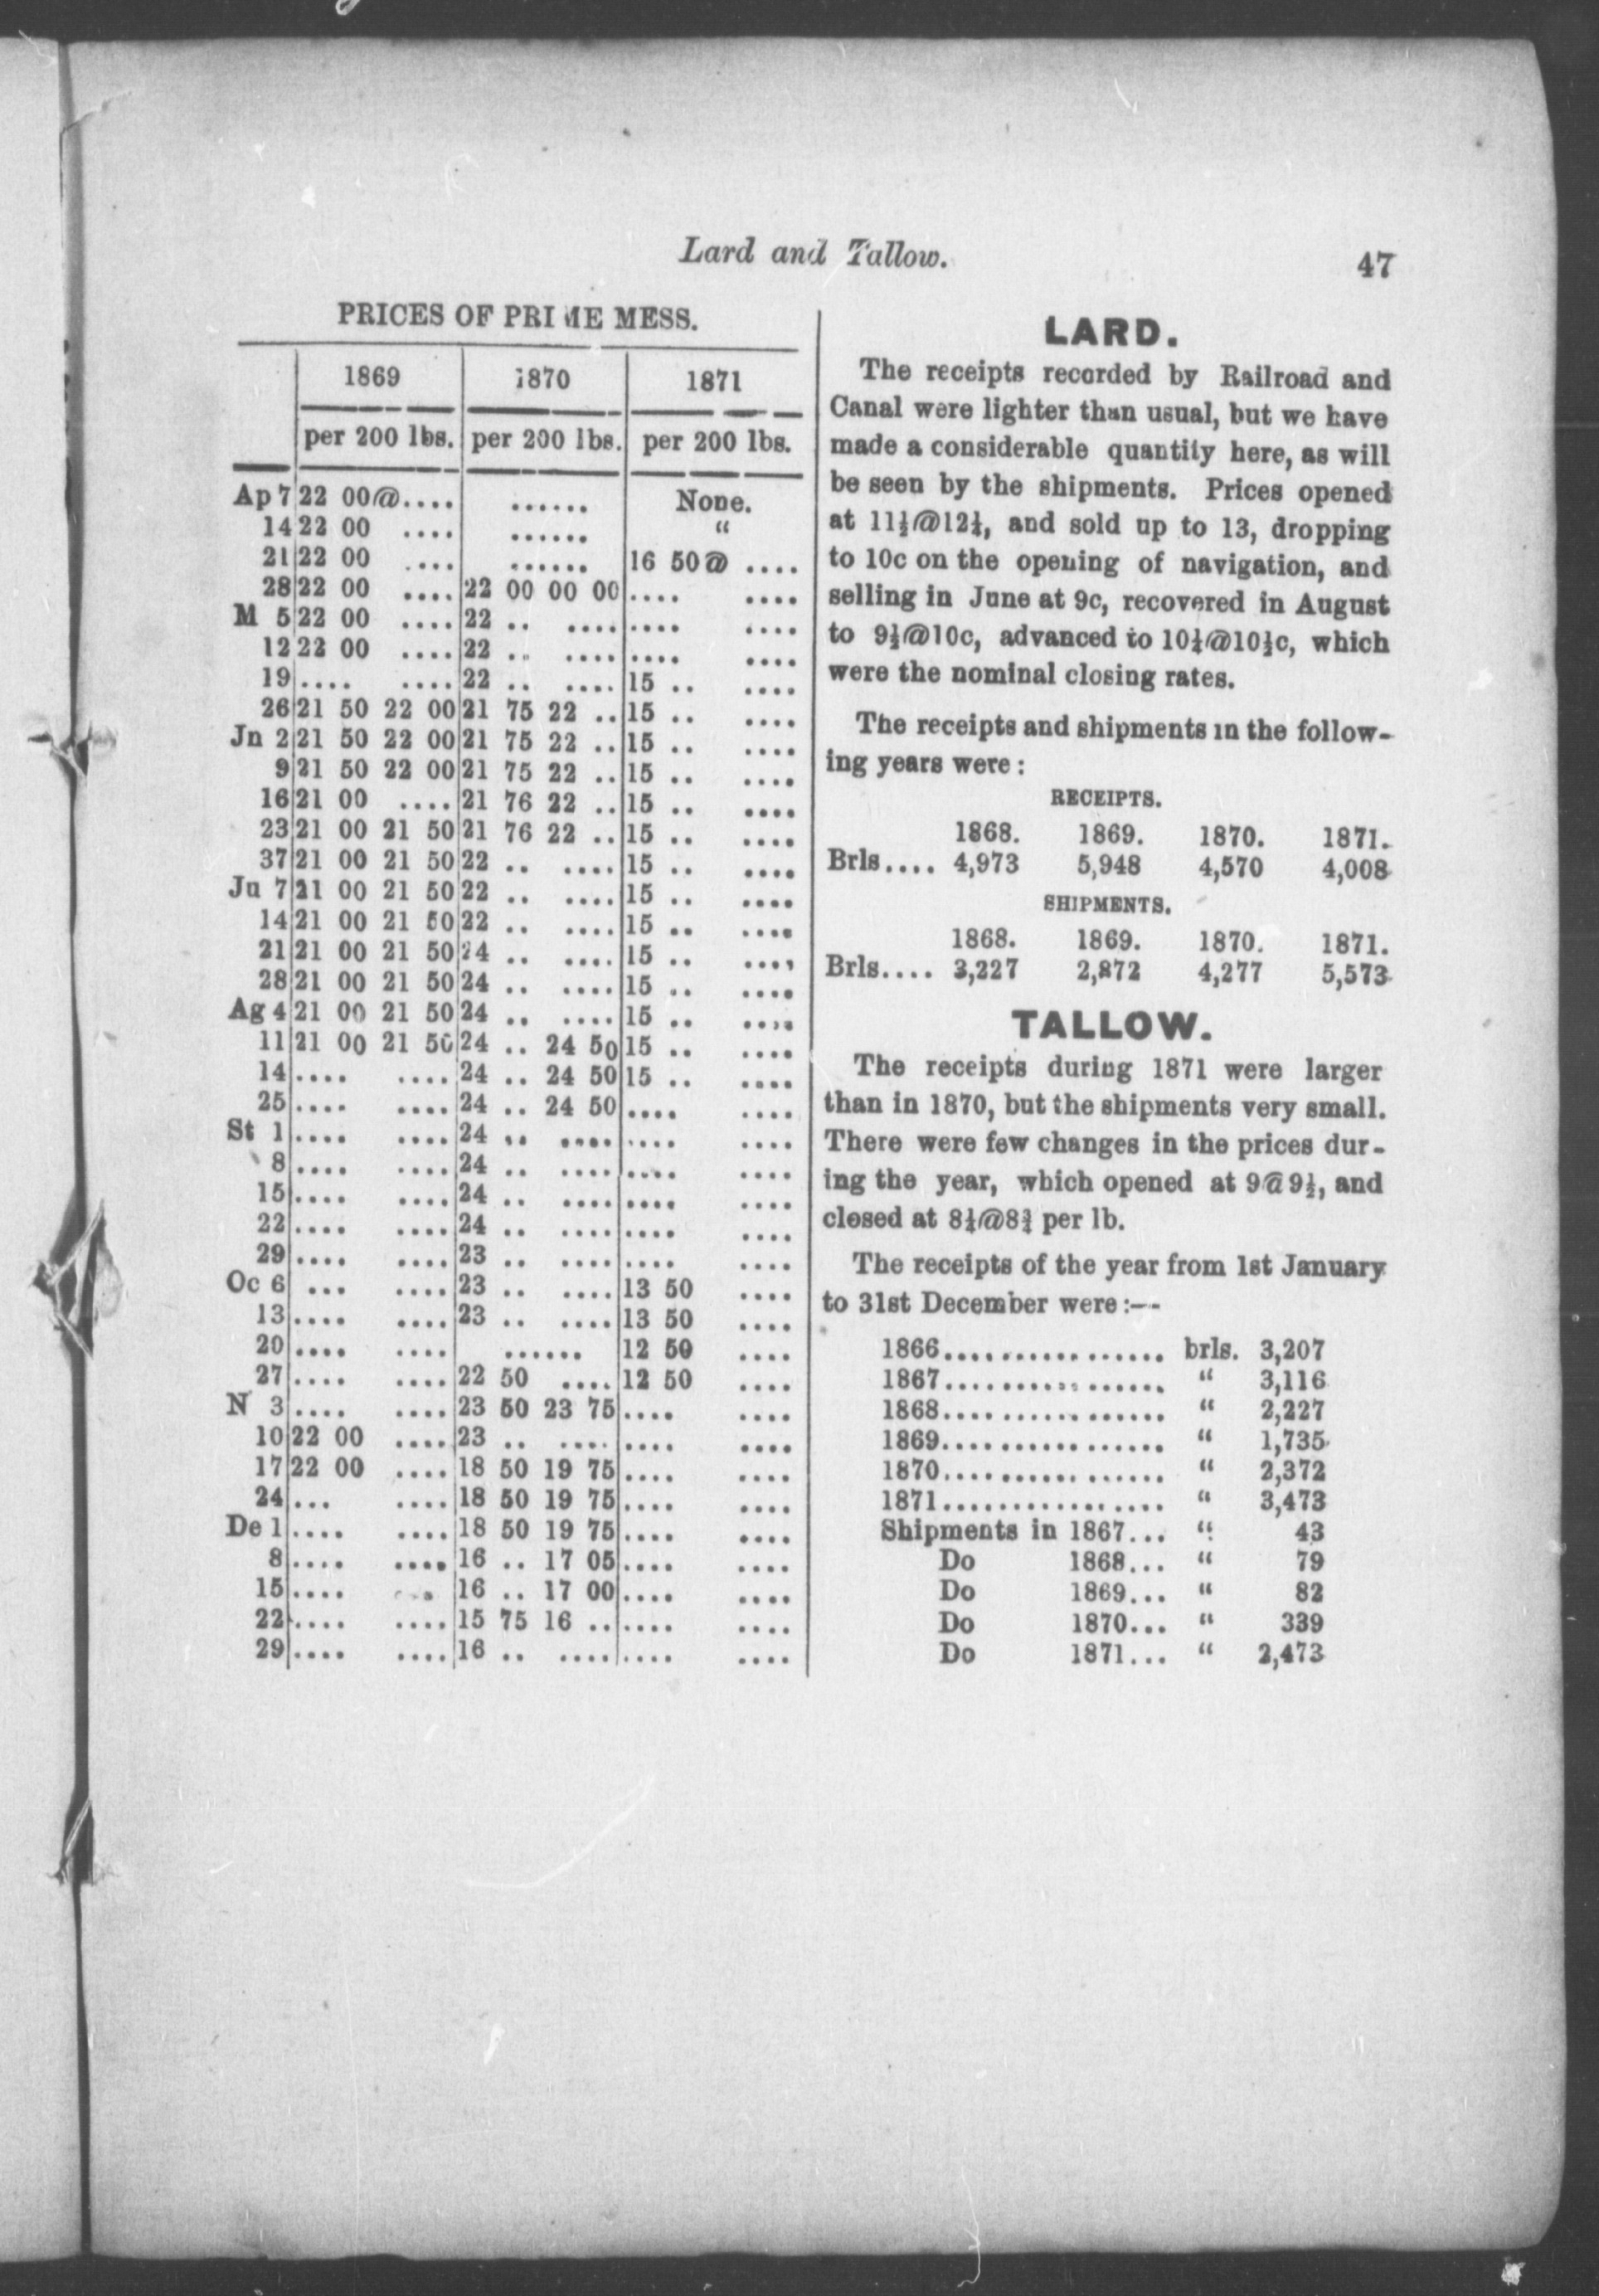 Lard and Tallow.
47
PRICES OF PRIME MESS.
1869 1870 1871
per 200 lbs. per 200 lbs. per 200 lbs.
Ap 7 22 00@.... ...... None.
14 22 00 .... ...... "
21 22 00 .... ...... 16 50@ ....
28 22 00 .... 22 00 00 00 .... ....
M 5 22 00 .... 22 .. .... .... ....
12 22 00 .... 22 .. .... .... ....
19 .... .... 22 .. .... 15 .. ....
26 21 50 22 00 21 75 22 .. 15 .. ....
Jn 2 21 50 22 00 21 75 22 .. 15 .. ....
9 21 50 22 00 21 75 22 .. 15 .. ....
16 21 00 .... 21 76 22 .. 15 .. ....
23 21 00 21 50 21 76 22 .. 15 .. ....
37 21 00 21 50 22 .. .... 15 .. ....
Ju 7 21 00 21 50 22 .. .... 15 .. ....
14 21 00 21 50 22 .. .... 15 .. ....
21 21 00 21 50 24 .. .... 15 .. ....
28 21 00 21 50 24 .. .... 15 .. ....
Ag 4 21 00 21 50 24 .. .... 15 .. ....
11 21 00 21 50 24 .. 24 50 15 .. ....
14 .... .... 24 .. 24 50 15 .. ....
25 .... .... 24 .. 24 50 .... ....
St 1 .... .... 24 .. .... .... ....
8 .... .... 24 .. .... .... ....
15 .... .... 24 .. .... .... ....
22 .... .... 24 .. .... .... ....
29 .... .... 23 .. .... .... ....
Oc 6 ... .... 23 .. .... 13 50 ....
13 .... .... 23 .. .... 13 50 ....
20 .... .... ...... 12 50 ....
27 .... .... 22 50 .... 12 50 ....
N 3 .... .... 23 50 23 75 .... ....
10 22 00 .... 23 .. .... .... ....
17 22 00 .... 18 50 19 75 .... ....
24 ... .... 18 50 19 75 .... ....
De 1 .... .... 18 50 19 75 .... ....
8 .... .... 16 .. 17 05 .... ....
15 .... ... 16 .. 17 00 .... ....
22 .... .... 15 75 16 .. .... ....
29 .... .... 16 .. .... .... ....
LARD.
The receipts recorded by Railroad and
Canal were lighter than usual, but we have
made a considerable quantity here, as will
be seen by the shipments. Prices opened
at 11½@12¼, and sold up to 13, dropping
to 10c on the opening of navigation, and
selling in June at 9c, recovered in August
to 9½@10c, advanced to 10¼@10½c, which
were the nominal closing rates.
The receipts and shipments in the follow-
ing years were :
RECEIPTS.
1868. 1869. 1870. 1871.
Brls.... 4,973 5,948 4,570 4,008
SHIPMENTS.
1868. 1869. 1870. 1871.
Brls.... 3,227 2,872 4,277 5,573
TALLOW.
The receipts during 1871 were larger
than in 1870, but the shipments very small.
There were few changes in the prices dur-
ing the year, which opened at 9@9½, and
closed at 8¼@8¾ per lb.
The receipts of the year from 1st January
to 31st December were :--
1866................ brls. 3,207
1867................ " 3,116
1868................ " 2,227
1869................ " 1,735
1870................ " 2,372
1871................ " 3,473
Shipments in 1867... " 43
Do 1868... " 79
Do 1869... " 82
Do 1870... " 339
Do 1871... " 2,473